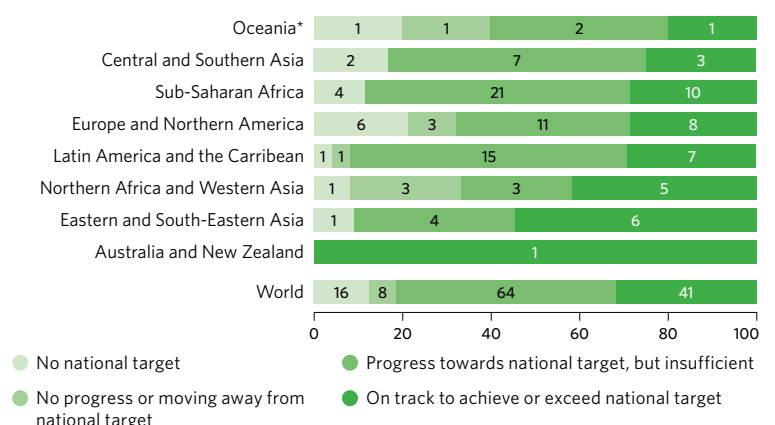 Oceania* 1 1 2 1
Central and Southern Asia 2 7 3
Sub-Saharan Africa 4 21 10
Europe and Northern America 6 3 11 8
Latin America and the Carribean 1 1 15 7
Northern Africa and Western Asia 1 3 3 5
Eastern and South-Eastern Asia 1 4 6
Australia and New Zealand 1
World 16 8 64 41
0 20 40 60 80 100
No national target
Progress towards national target, but insufficient
No progress or moving away from
national target
On track to achieve or exceed national target